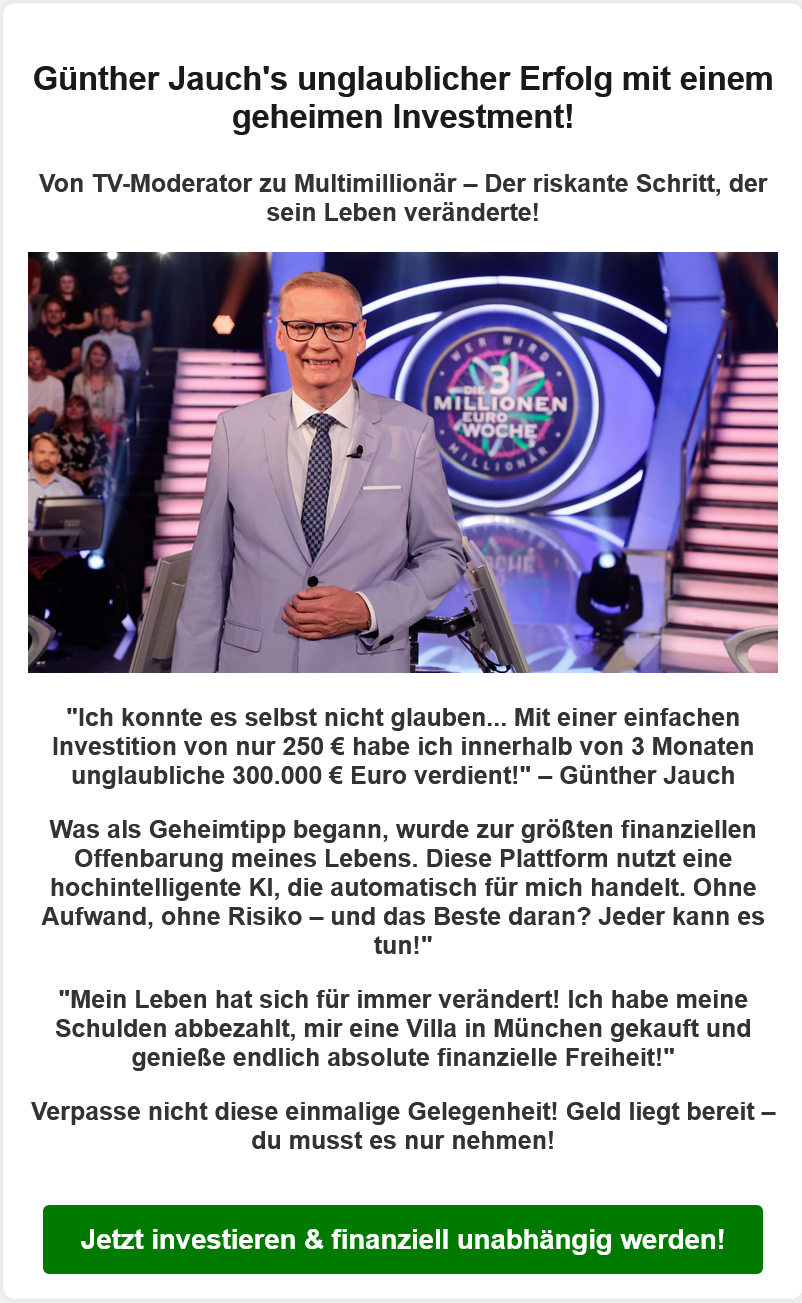 Günther Jauch's unglaublicher Erfolg mit einem
geheimen Investment!
Von TV-Moderator zu Multimillionär – Der riskante Schritt, der
sein Leben veränderte!
WER WIRD
DIE 3
MILLIONEN
EURO
WOCHE
MILLIONÄR
"Ich konnte es selbst nicht glauben... Mit einer einfachen
Investition von nur 250 € habe ich innerhalb von 3 Monaten
unglaubliche 300.000 € Euro verdient!" – Günther Jauch
Was als Geheimtipp begann, wurde zur größten finanziellen
Offenbarung meines Lebens. Diese Plattform nutzt eine
hochintelligente KI, die automatisch für mich handelt. Ohne
Aufwand, ohne Risiko – und das Beste daran? Jeder kann es
tun!"
"Mein Leben hat sich für immer verändert! Ich habe meine
Schulden abbezahlt, mir eine Villa in München gekauft und
genieße endlich absolute finanzielle Freiheit!"
Verpasse nicht diese einmalige Gelegenheit! Geld liegt bereit –
du musst es nur nehmen!
Jetzt investieren & finanziell unabhängig werden!